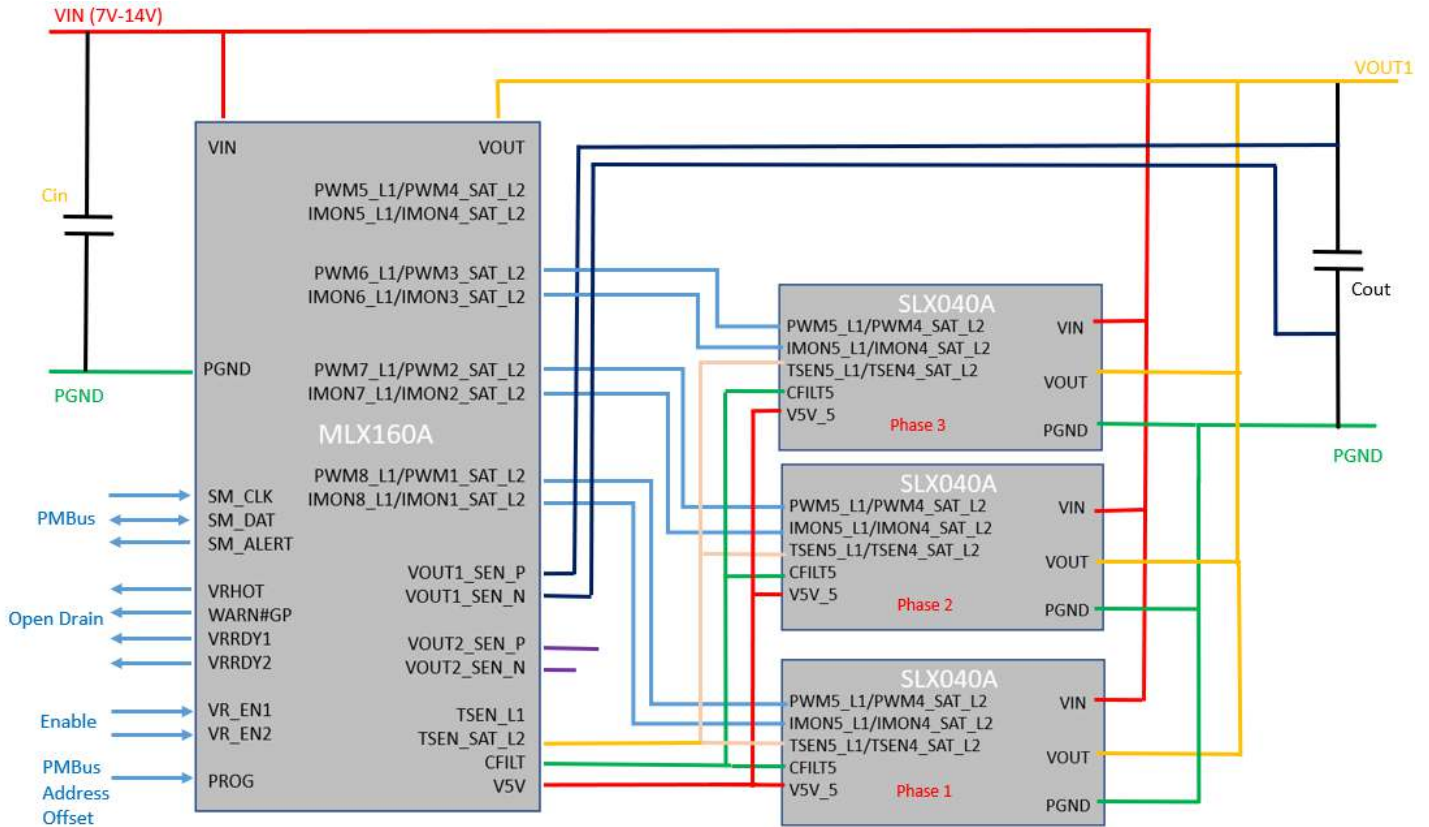 VIN (7V-14V)
VOUT1
VIN
VOUT
PWM5_L1/PWM4_SAT_L2
IMON5_L1/IMON4_SAT_L2
Cin
PWM6_L1/PWM3_SAT_L2
IMON6_L1/IMON3_SAT_L2
PGND
PGND
PWM7_L1/PWM2_SAT_L2
IMON7_L1/IMON2_SAT_L2
MLX160A
PWM8_L1/PWM1_SAT_L2
IMON8_L1/IMON1_SAT_L2
PMBus
SM_CLK
SM_DAT
SM_ALERT
Open Drain
VRHOT
WARN#GP
VRRDY1
VRRDY2
VOUT1_SEN_P
VOUT1_SEN_N
VOUT2_SEN_P
VOUT2_SEN_N
Enable
VR_EN1
VR_EN2
TSEN_L1
TSEN_SAT_L2
CFILT
V5V
PMBus
Address
Offset
PROG
SLX040A
PWM5_L1/PWM4_SAT_L2
IMON5_L1/IMON4_SAT_L2
TSEN5_L1/TSEN4_SAT_L2
CFILT5
V5V_5
Phase 3
VIN
VOUT
PGND
SLX040A
PWM5_L1/PWM4_SAT_L2
IMON5_L1/IMON4_SAT_L2
TSEN5_L1/TSEN4_SAT_L2
CFILT5
V5V_5
Phase 2
VIN
VOUT
PGND
SLX040A
PWM5_L1/PWM4_SAT_L2
IMON5_L1/IMON4_SAT_L2
TSEN5_L1/TSEN4_SAT_L2
CFILT5
V5V_5
Phase 1
VIN
VOUT
PGND
Cout
PGND